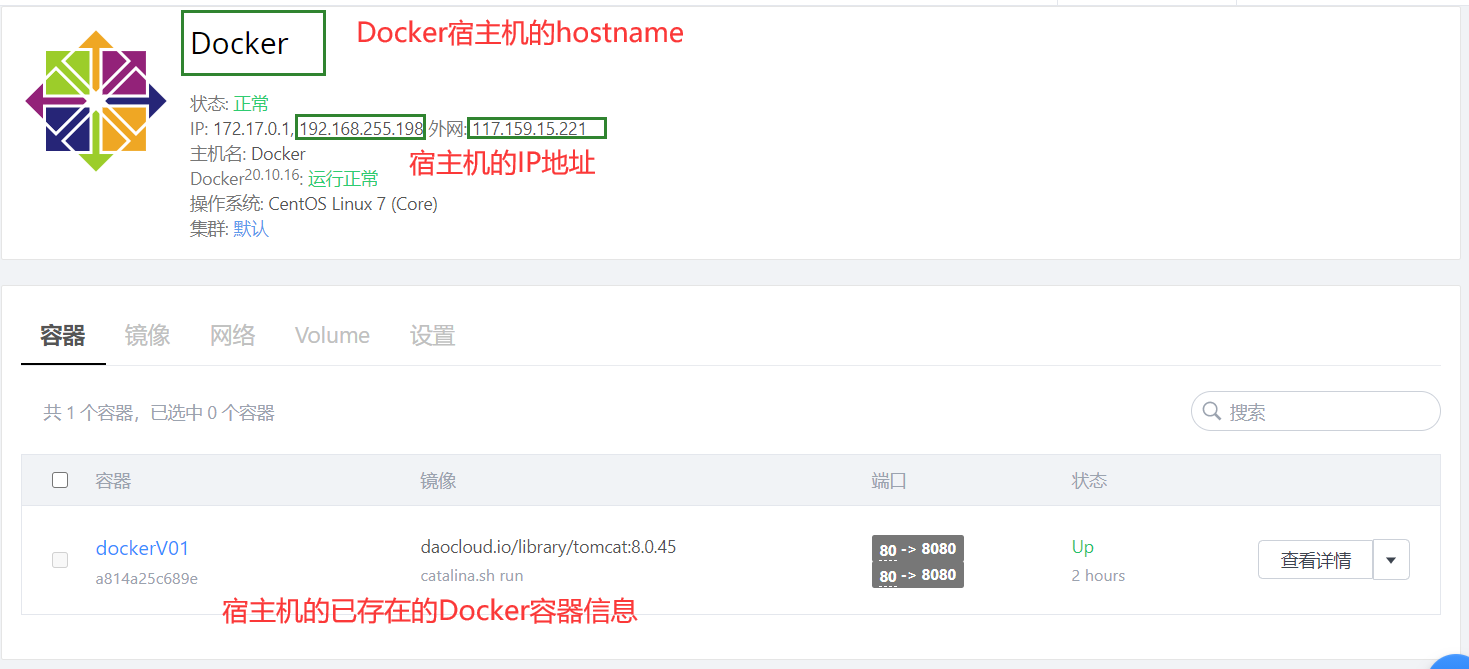 Docker Docker宿主机的hostname
状态: 正常
IP: 172.17.0.1, 192.168.255.198 外网: 117.159.15.221
主机名: Docker
宿主机的IP地址
Docker20.10.16: 运行正常
操作系统: CentOS Linux 7 (Core)
集群: 默认
容器 镜像 网络 Volume 设置
共 1 个容器，已选中 0 个容器 搜索
容器 镜像 端口 状态
dockerV01 daocloud.io/library/tomcat:8.0.45 80 -> 8080 Up 查看详情
a814a25c689e catalina.sh run 80 -> 8080 2 hours
宿主机的已存在的Docker容器信息